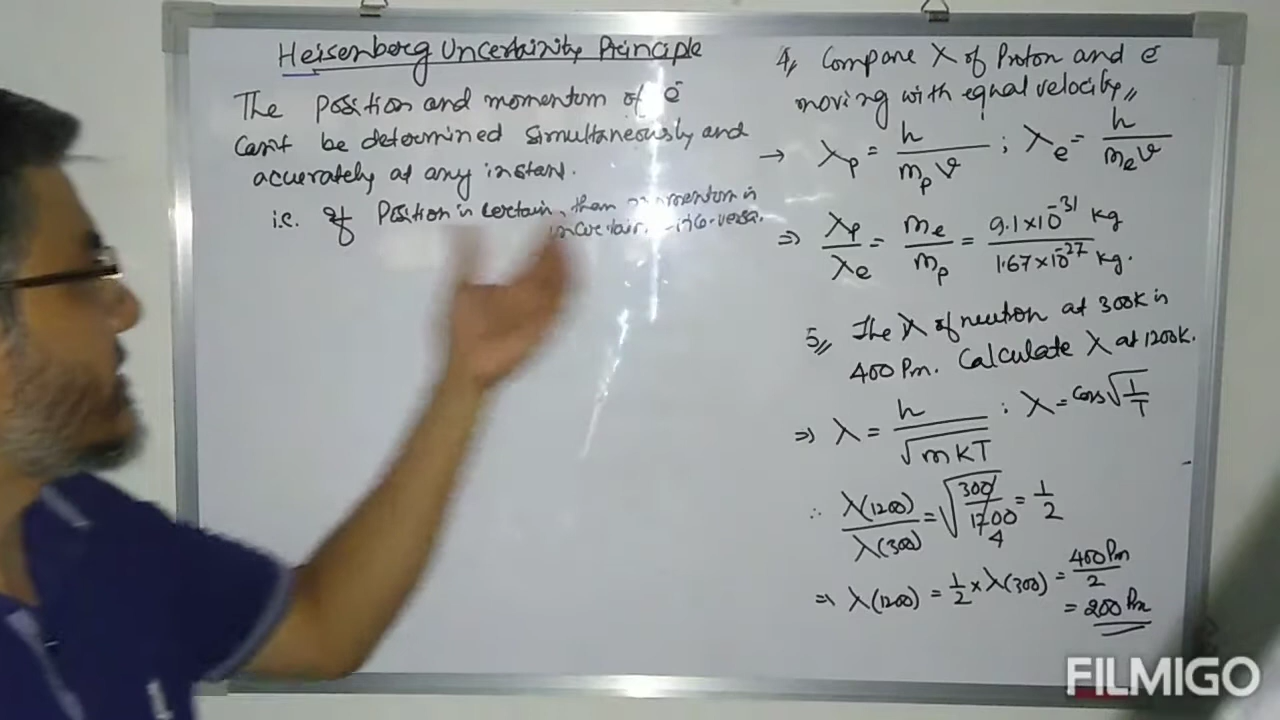 Heisenberg Uncertainity Principle
The position and momentum of e⁻
Can't be determined simultaneously and
accuerately at any instant.
i.e. If Position is certain, then momentum is
uncertain.
4,, Compare λ of Proton and e⁻
moving with equal velocity,,
→ λp = h/(mp v) ; λe = h/(me v)
⇒ λp/λe = me/mp = 9.1×10^-31 kg / 1.67×10^-27 kg.
5,, The λ of neutron at 300K is
400 Pm. Calculate λ at 1200K.
⇒ λ = h/√(mKT) ; λ = Cons√(1/T)
∴ λ(1200)/λ(300) = √(300/1200) = 1/2
4
⇒ λ(1200) = 1/2 × λ(300) = 400 Pm/2
= 200 Pm
FILMIGO